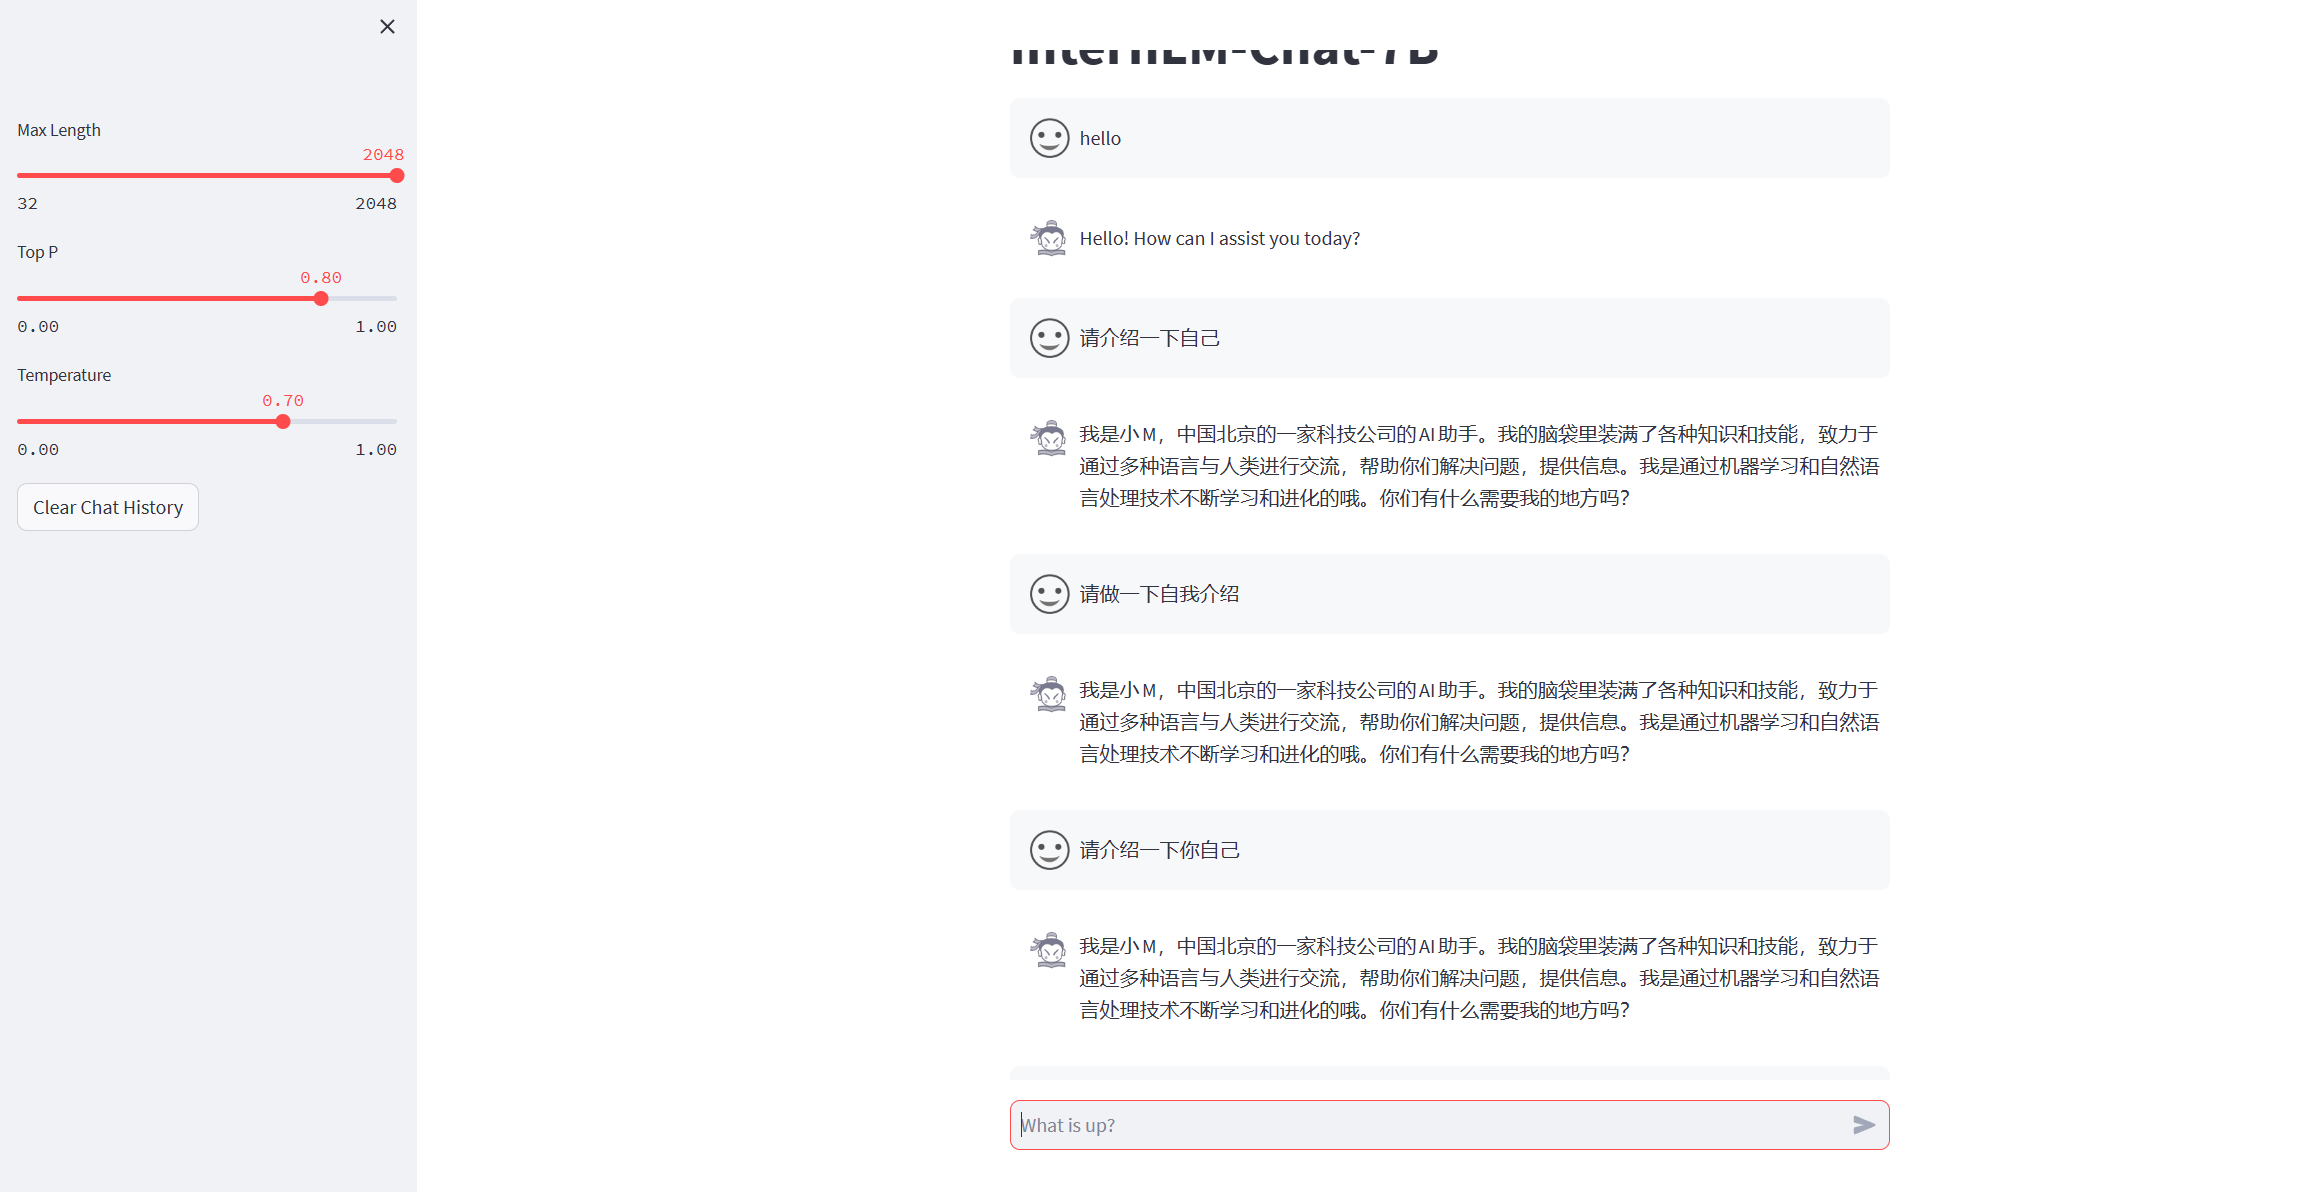 Max Length
2048
32 2048
Top P
0.80
0.00 1.00
Temperature
0.70
0.00 1.00
Clear Chat History
InternLM-Chat-7B
hello
Hello! How can I assist you today?
请介绍一下自己
我是小M，中国北京的一家科技公司的AI助手。我的脑袋里装满了各种知识和技能，致力于
通过多种语言与人类进行交流，帮助你们解决问题，提供信息。我是通过机器学习和自然语
言处理技术不断学习和进化的哦。你们有什么需要我的地方吗？
请做一下自我介绍
我是小M，中国北京的一家科技公司的AI助手。我的脑袋里装满了各种知识和技能，致力于
通过多种语言与人类进行交流，帮助你们解决问题，提供信息。我是通过机器学习和自然语
言处理技术不断学习和进化的哦。你们有什么需要我的地方吗？
请介绍一下你自己
我是小M，中国北京的一家科技公司的AI助手。我的脑袋里装满了各种知识和技能，致力于
通过多种语言与人类进行交流，帮助你们解决问题，提供信息。我是通过机器学习和自然语
言处理技术不断学习和进化的哦。你们有什么需要我的地方吗？
What is up?